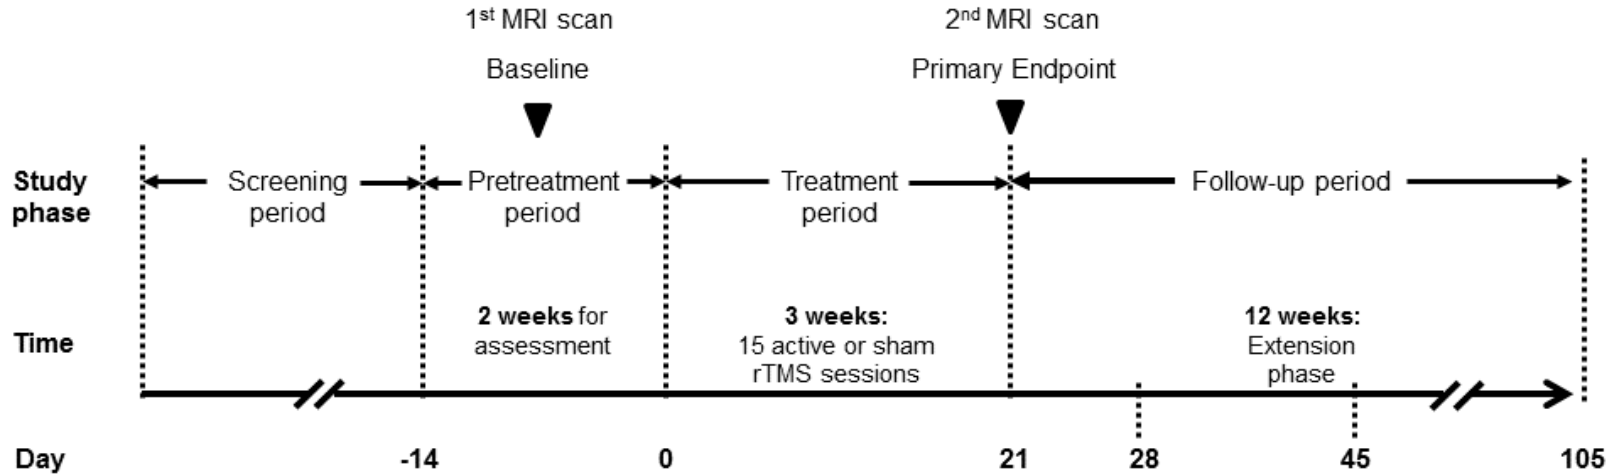 1st MRI scan
2nd MRI scan
Baseline
Primary Endpoint
Study
phase
Screening
period
Pretreatment
period
Treatment
period
Follow-up period
Time
2 weeks for
assessment
3 weeks:
15 active or sham
rTMS sessions
12 weeks:
Extension
phase
Day
-14
0
21
28
45
105